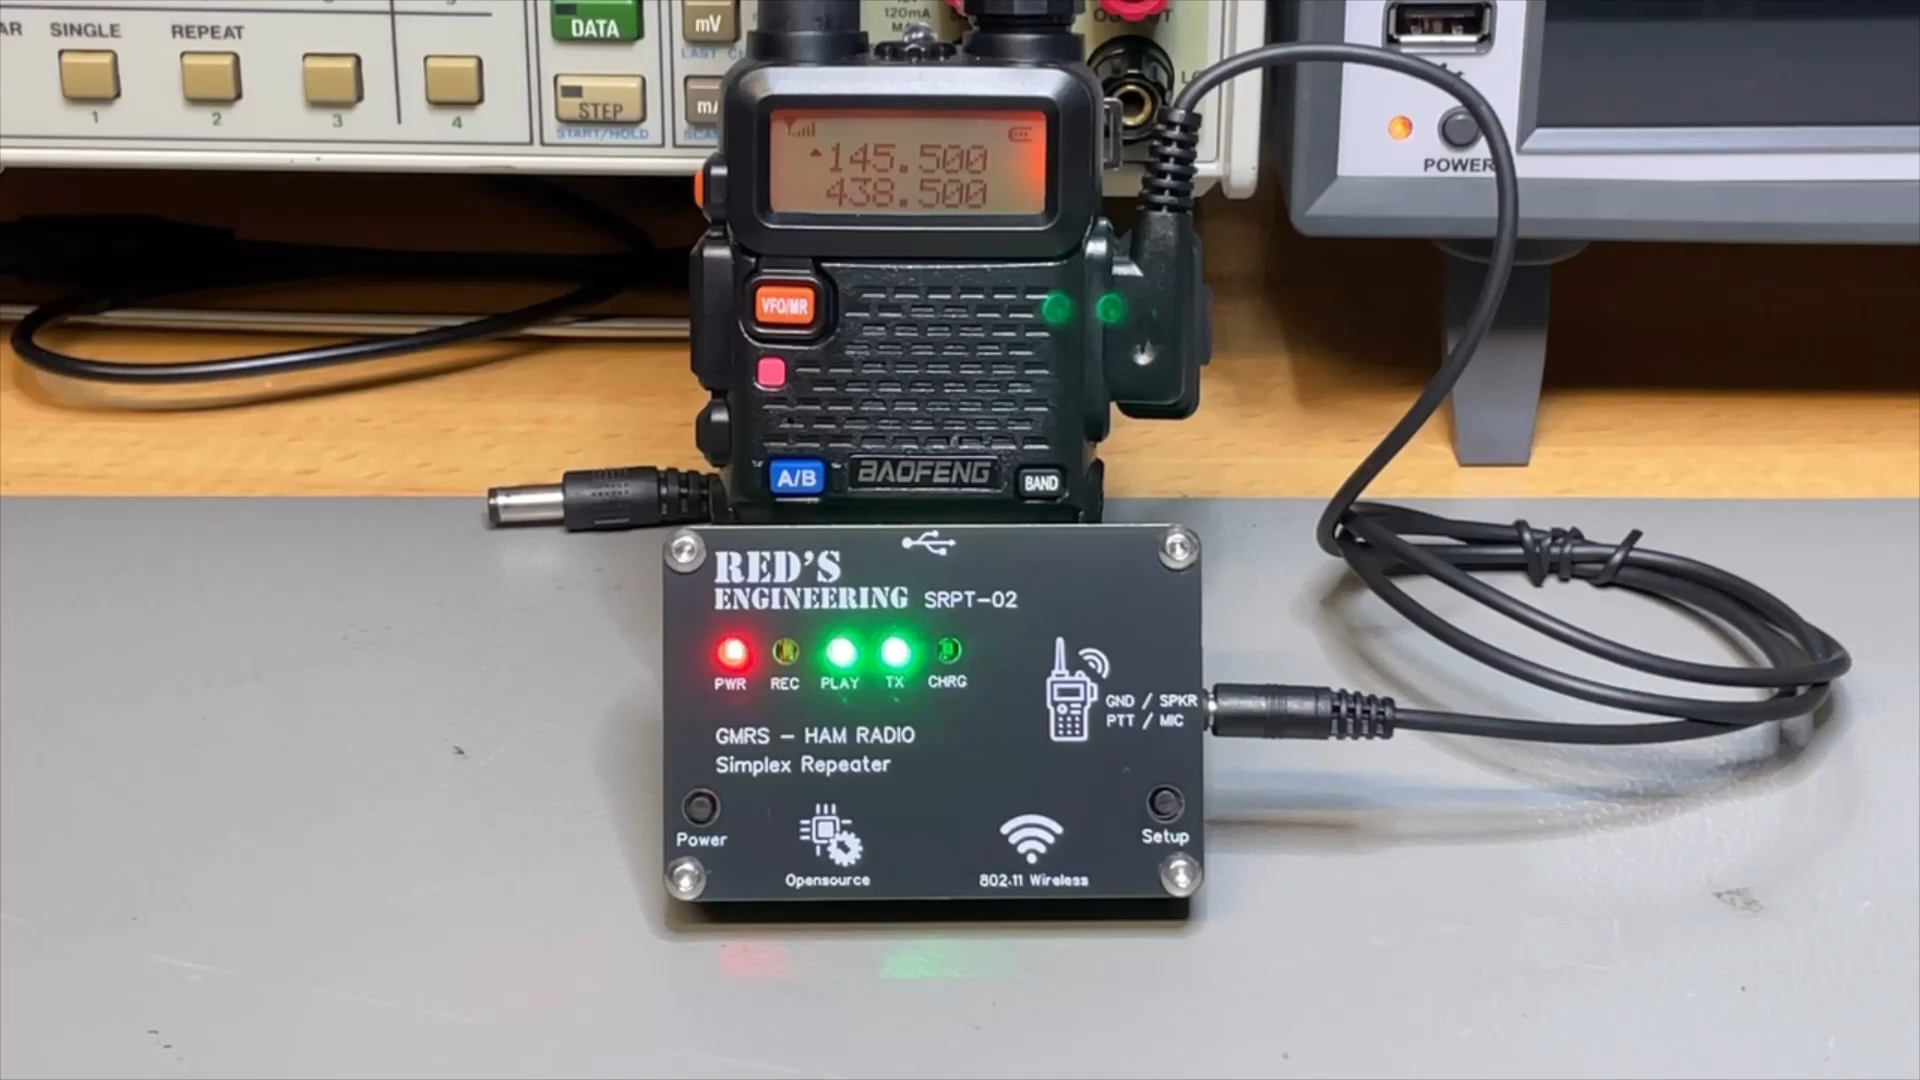 SINGLE
REPEAT
1
2
3
4
DATA
STEP
START/HOLD
mV
120mA
POWER
145.500
438.500
VFO/MR
A/B
BAOFENG
BAND
RED'S
ENGINEERING SRPT-02
PWR REC PLAY TX CHRG
GND / SPKR
PTT / MIC
GMRS - HAM RADIO
Simplex Repeater
Power
Setup
Opensource
802.11 Wireless